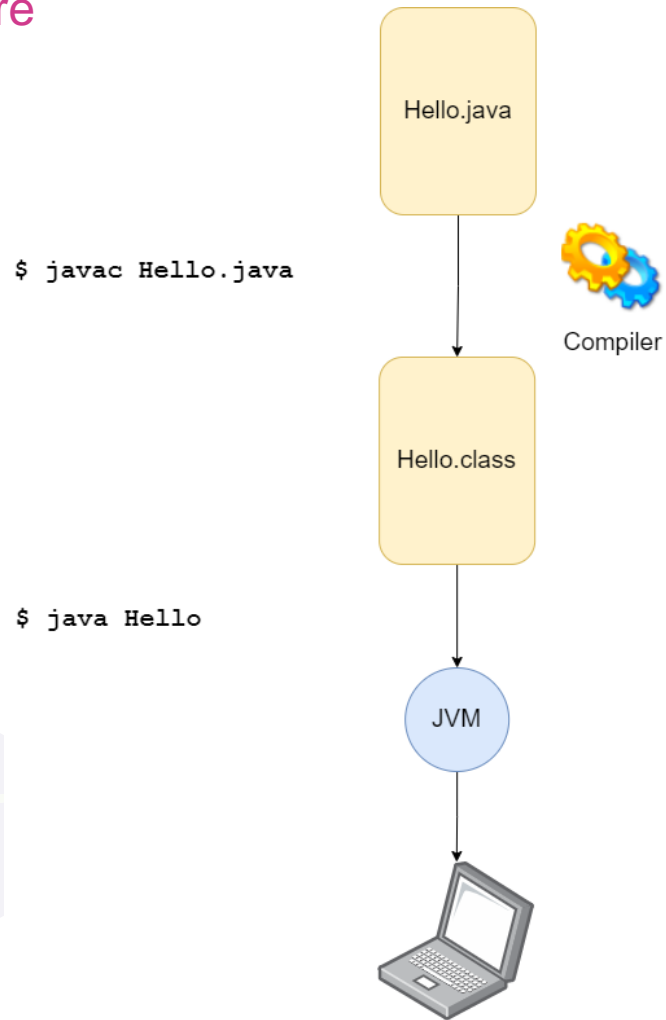 re
Hello.java
$ javac Hello.java
Compiler
Hello.class
$ java Hello
JVM